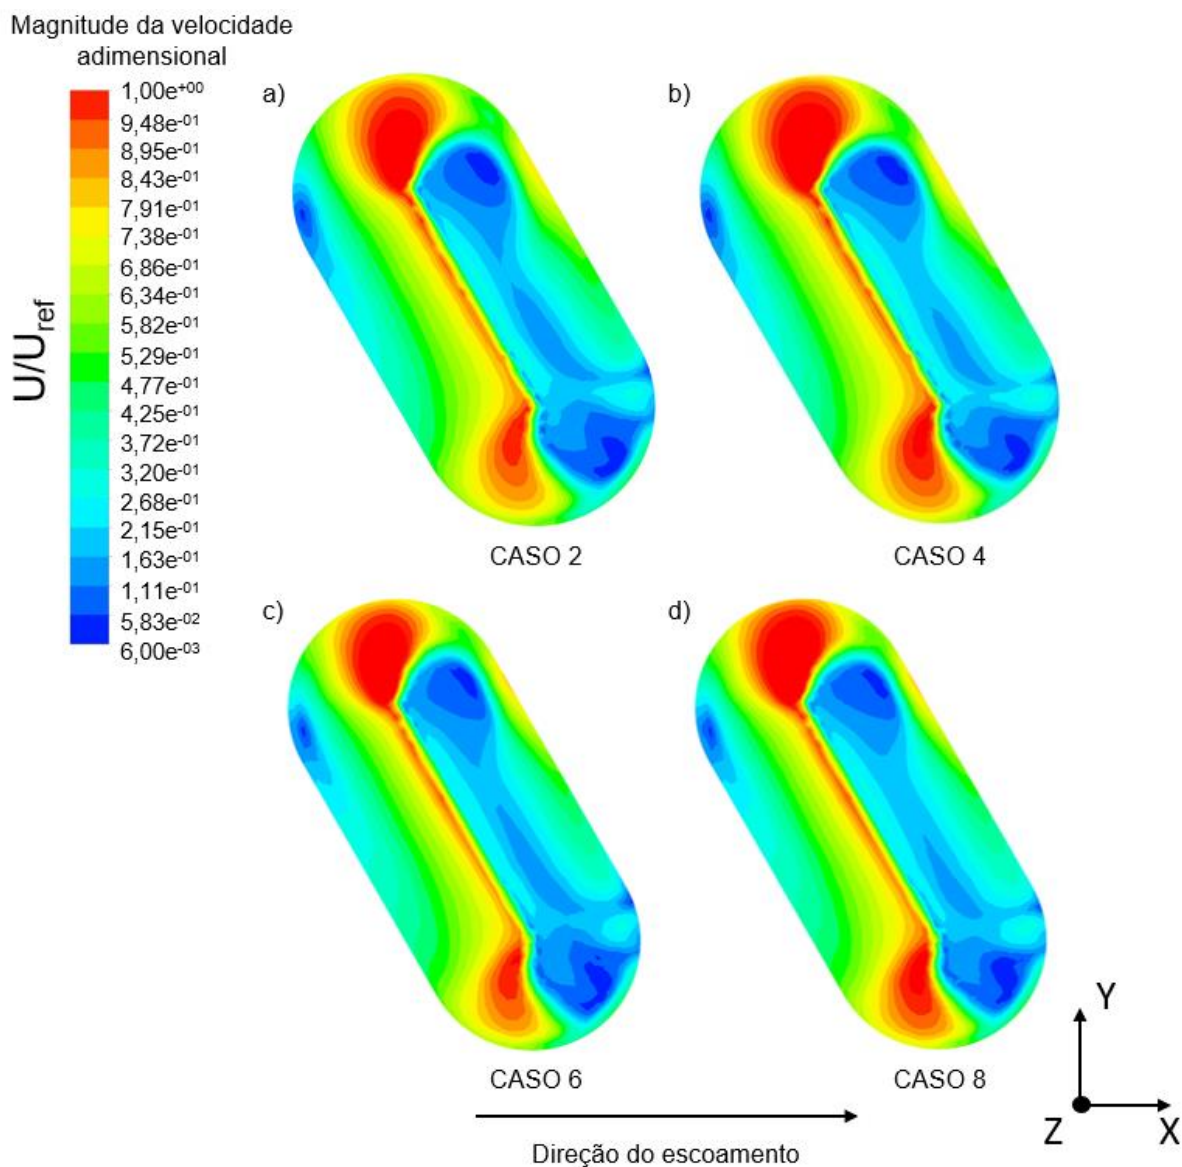 Magnitude da velocidade
adimensional
U/U_ref
1,00e⁺⁰⁰
9,48e⁻⁰¹
8,95e⁻⁰¹
8,43e⁻⁰¹
7,91e⁻⁰¹
7,38e⁻⁰¹
6,86e⁻⁰¹
6,34e⁻⁰¹
5,82e⁻⁰¹
5,29e⁻⁰¹
4,77e⁻⁰¹
4,25e⁻⁰¹
3,72e⁻⁰¹
3,20e⁻⁰¹
2,68e⁻⁰¹
2,15e⁻⁰¹
1,63e⁻⁰¹
1,11e⁻⁰¹
5,83e⁻⁰²
6,00e⁻⁰³
a)
CASO 2
b)
CASO 4
c)
CASO 6
d)
CASO 8
Direção do escoamento
Y
Z
X